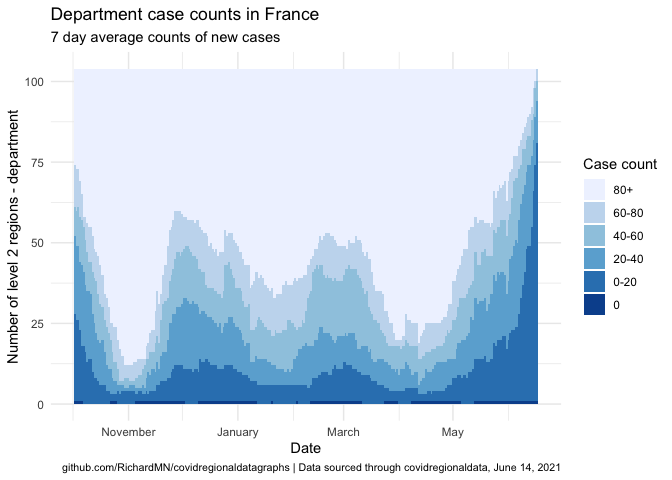 Department case counts in France
7 day average counts of new cases
Number of level 2 regions - department
100
75
50
25
0
November
January
March
May
Date
Case count
80+
60-80
40-60
20-40
0-20
0
github.com/RichardMN/covidregionaldatagraphs | Data sourced through covidregionaldata, June 14, 2021